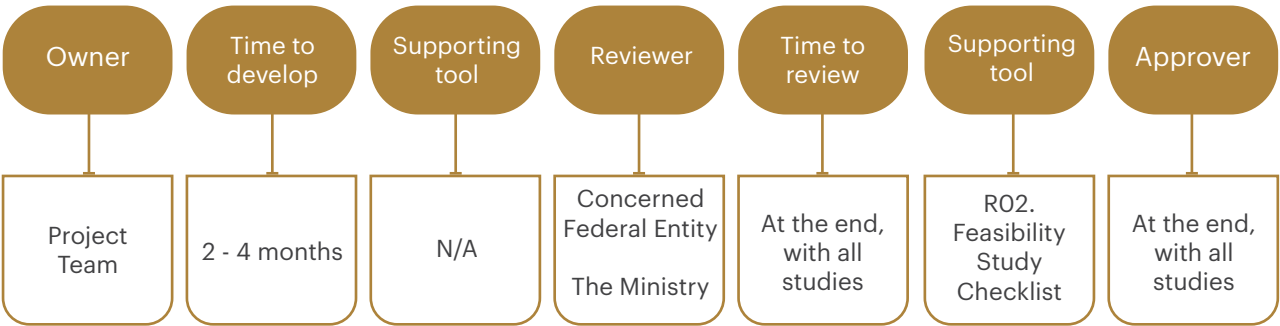 Owner
Time to
develop
Supporting
tool
Reviewer
Time to
review
Supporting
tool
Approver
Project
Team
2 - 4 months
N/A
Concerned
Federal Entity
The Ministry
At the end,
with all
studies
R02.
Feasibility
Study
Checklist
At the end,
with all
studies